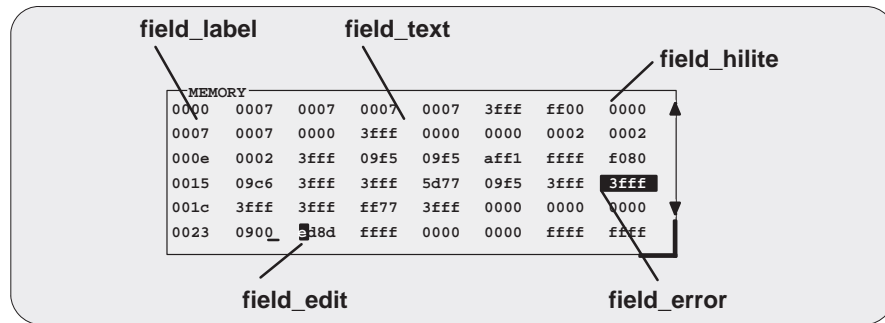 field_label field_text
field_hilite
MEMORY
0000 0007 0007 0007 0007 3fff ff00 0000
0007 0007 0000 3fff 0000 0000 0002 0002
000e 0002 3fff 09f5 09f5 aff1 ffff f080
0015 09c6 3fff 3fff 5d77 09f5 3fff 3fff
001c 3fff 3fff ff77 3fff 0000 0000 0000
0023 0900_ ed8d ffff 0000 0000 ffff ffff
field_edit field_error